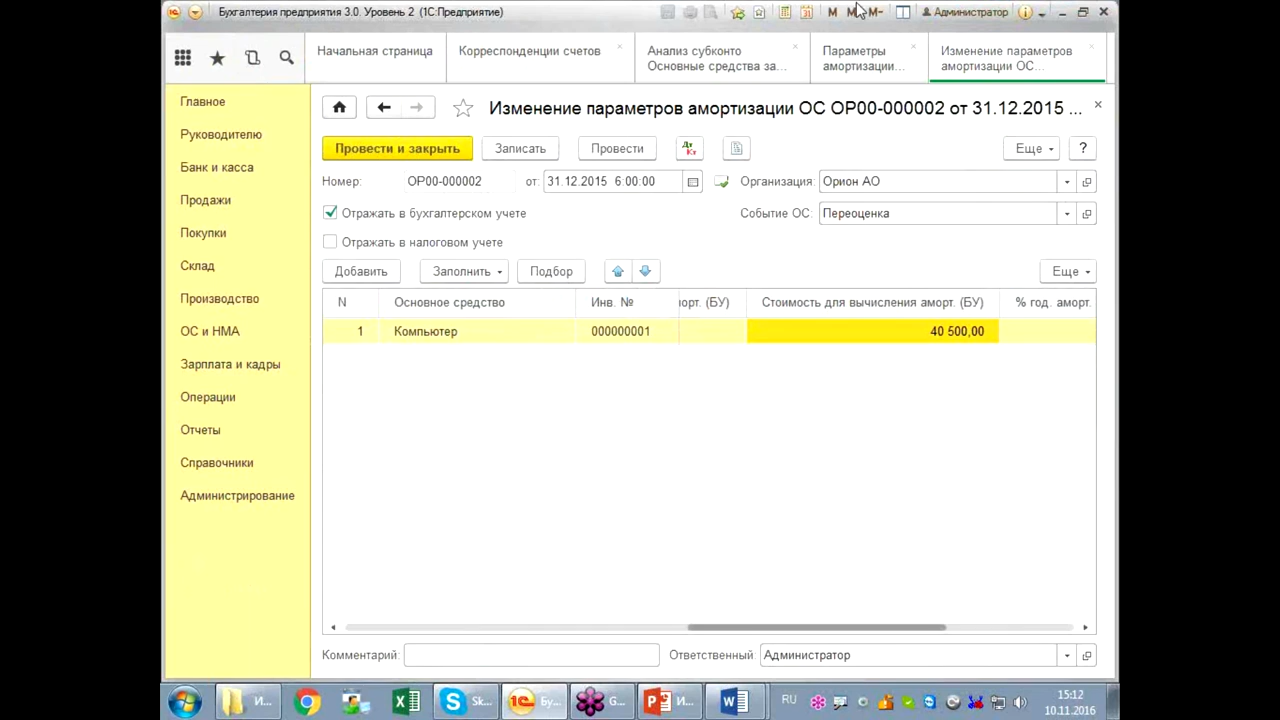 Бухгалтерия предприятия 3.0. Уровень 2 (1С:Предприятие)
M M+ M-
Администратор
Начальная страница
Корреспонденции счетов
Анализ субконто
Основные средства за...
Параметры
амортизации...
Изменение параметров
амортизации ОС...
Главное
Руководителю
Банк и касса
Продажи
Покупки
Склад
Производство
ОС и НМА
Зарплата и кадры
Операции
Отчеты
Справочники
Администрирование
Изменение параметров амортизации ОС ОР00-000002 от 31.12.2015 ...
Провести и закрыть
Записать
Провести
Дт Кт
Еще
?
Номер: ОР00-000002 от: 31.12.2015 6:00:00 Организация: Орион АО
Отражать в бухгалтерском учете
Событие ОС: Переоценка
Отражать в налоговом учете
Добавить
Заполнить
Подбор
Еще
N Основное средство Инв. № орт. (БУ) Стоимость для вычисления аморт. (БУ) % год. аморт.
1 Компьютер 000000001 40 500,00
Комментарий: Ответственный Администратор
И...
Sk...
Бу...
G...
И...
RU
15:12
10.11.2016